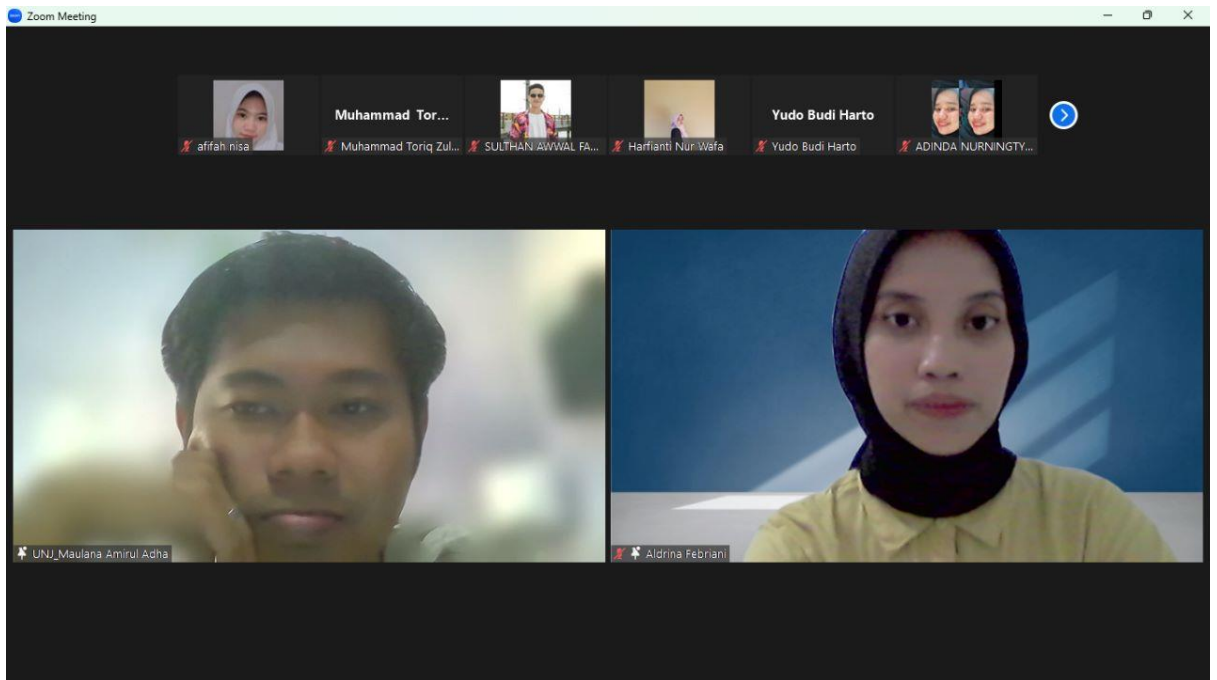 Zoom Meeting
Muhammad Tor...
Yudo Budi Harto
afifah nisa
Muhammad Toriq Zul...
SULTHAN AWWAL FA...
Harfianti Nur Wafa
Yudo Budi Harto
ADINDA NURNINGTY...
UNJ_Maulana Amirul Adha
Aldrina Febriani